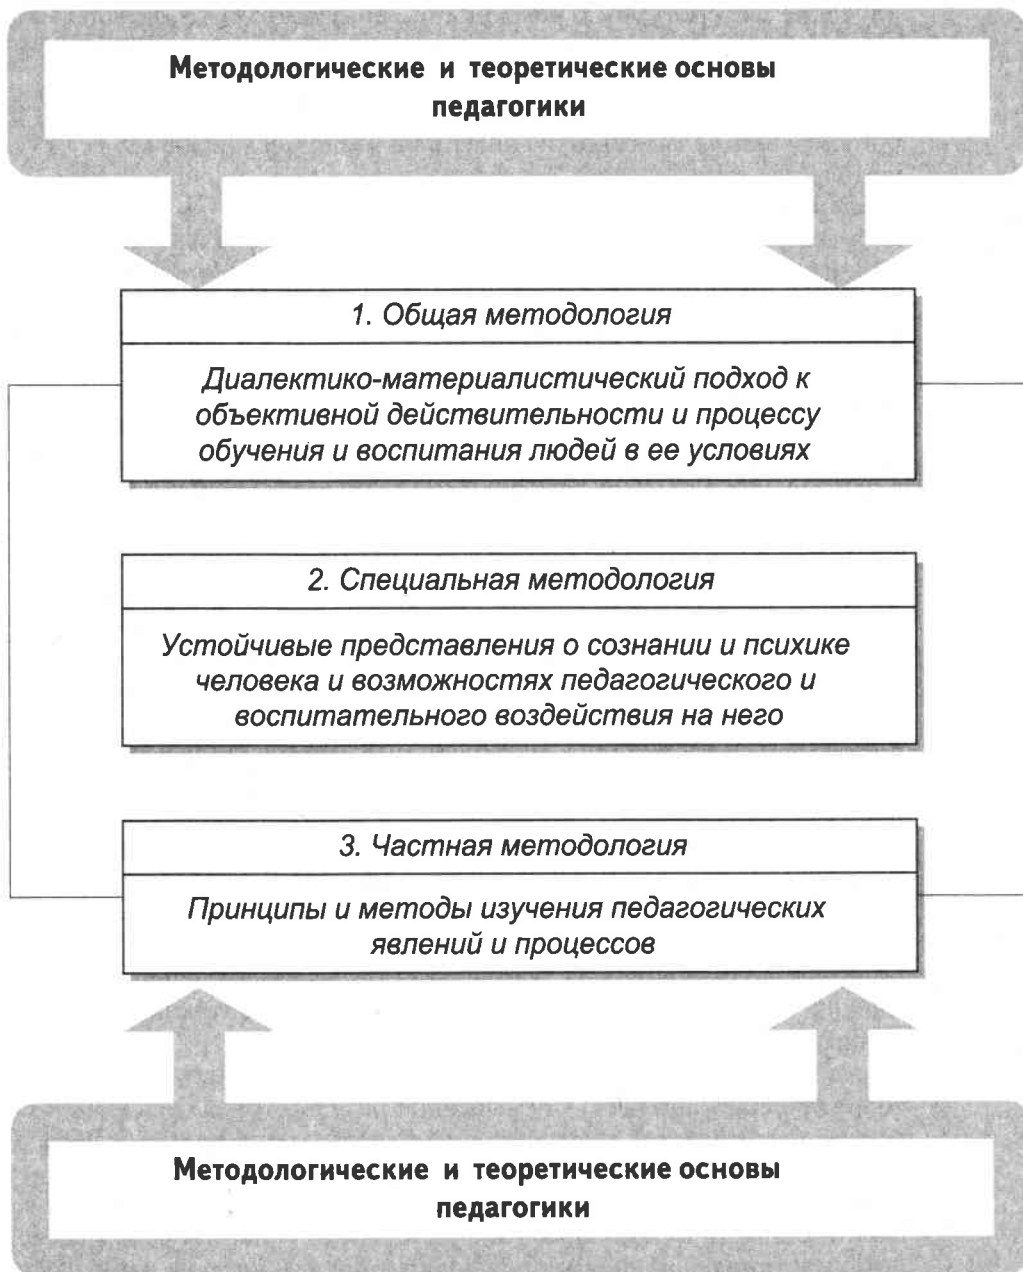 Методологические и теоретические основы
педагогики
1. Общая методология
Диалектико-материалистический подход к
объективной действительности и процессу
обучения и воспитания людей в ее условиях
2. Специальная методология
Устойчивые представления о сознании и психике
человека и возможностях педагогического и
воспитательного воздействия на него
3. Частная методология
Принципы и методы изучения педагогических
явлений и процессов
Методологические и теоретические основы
педагогики